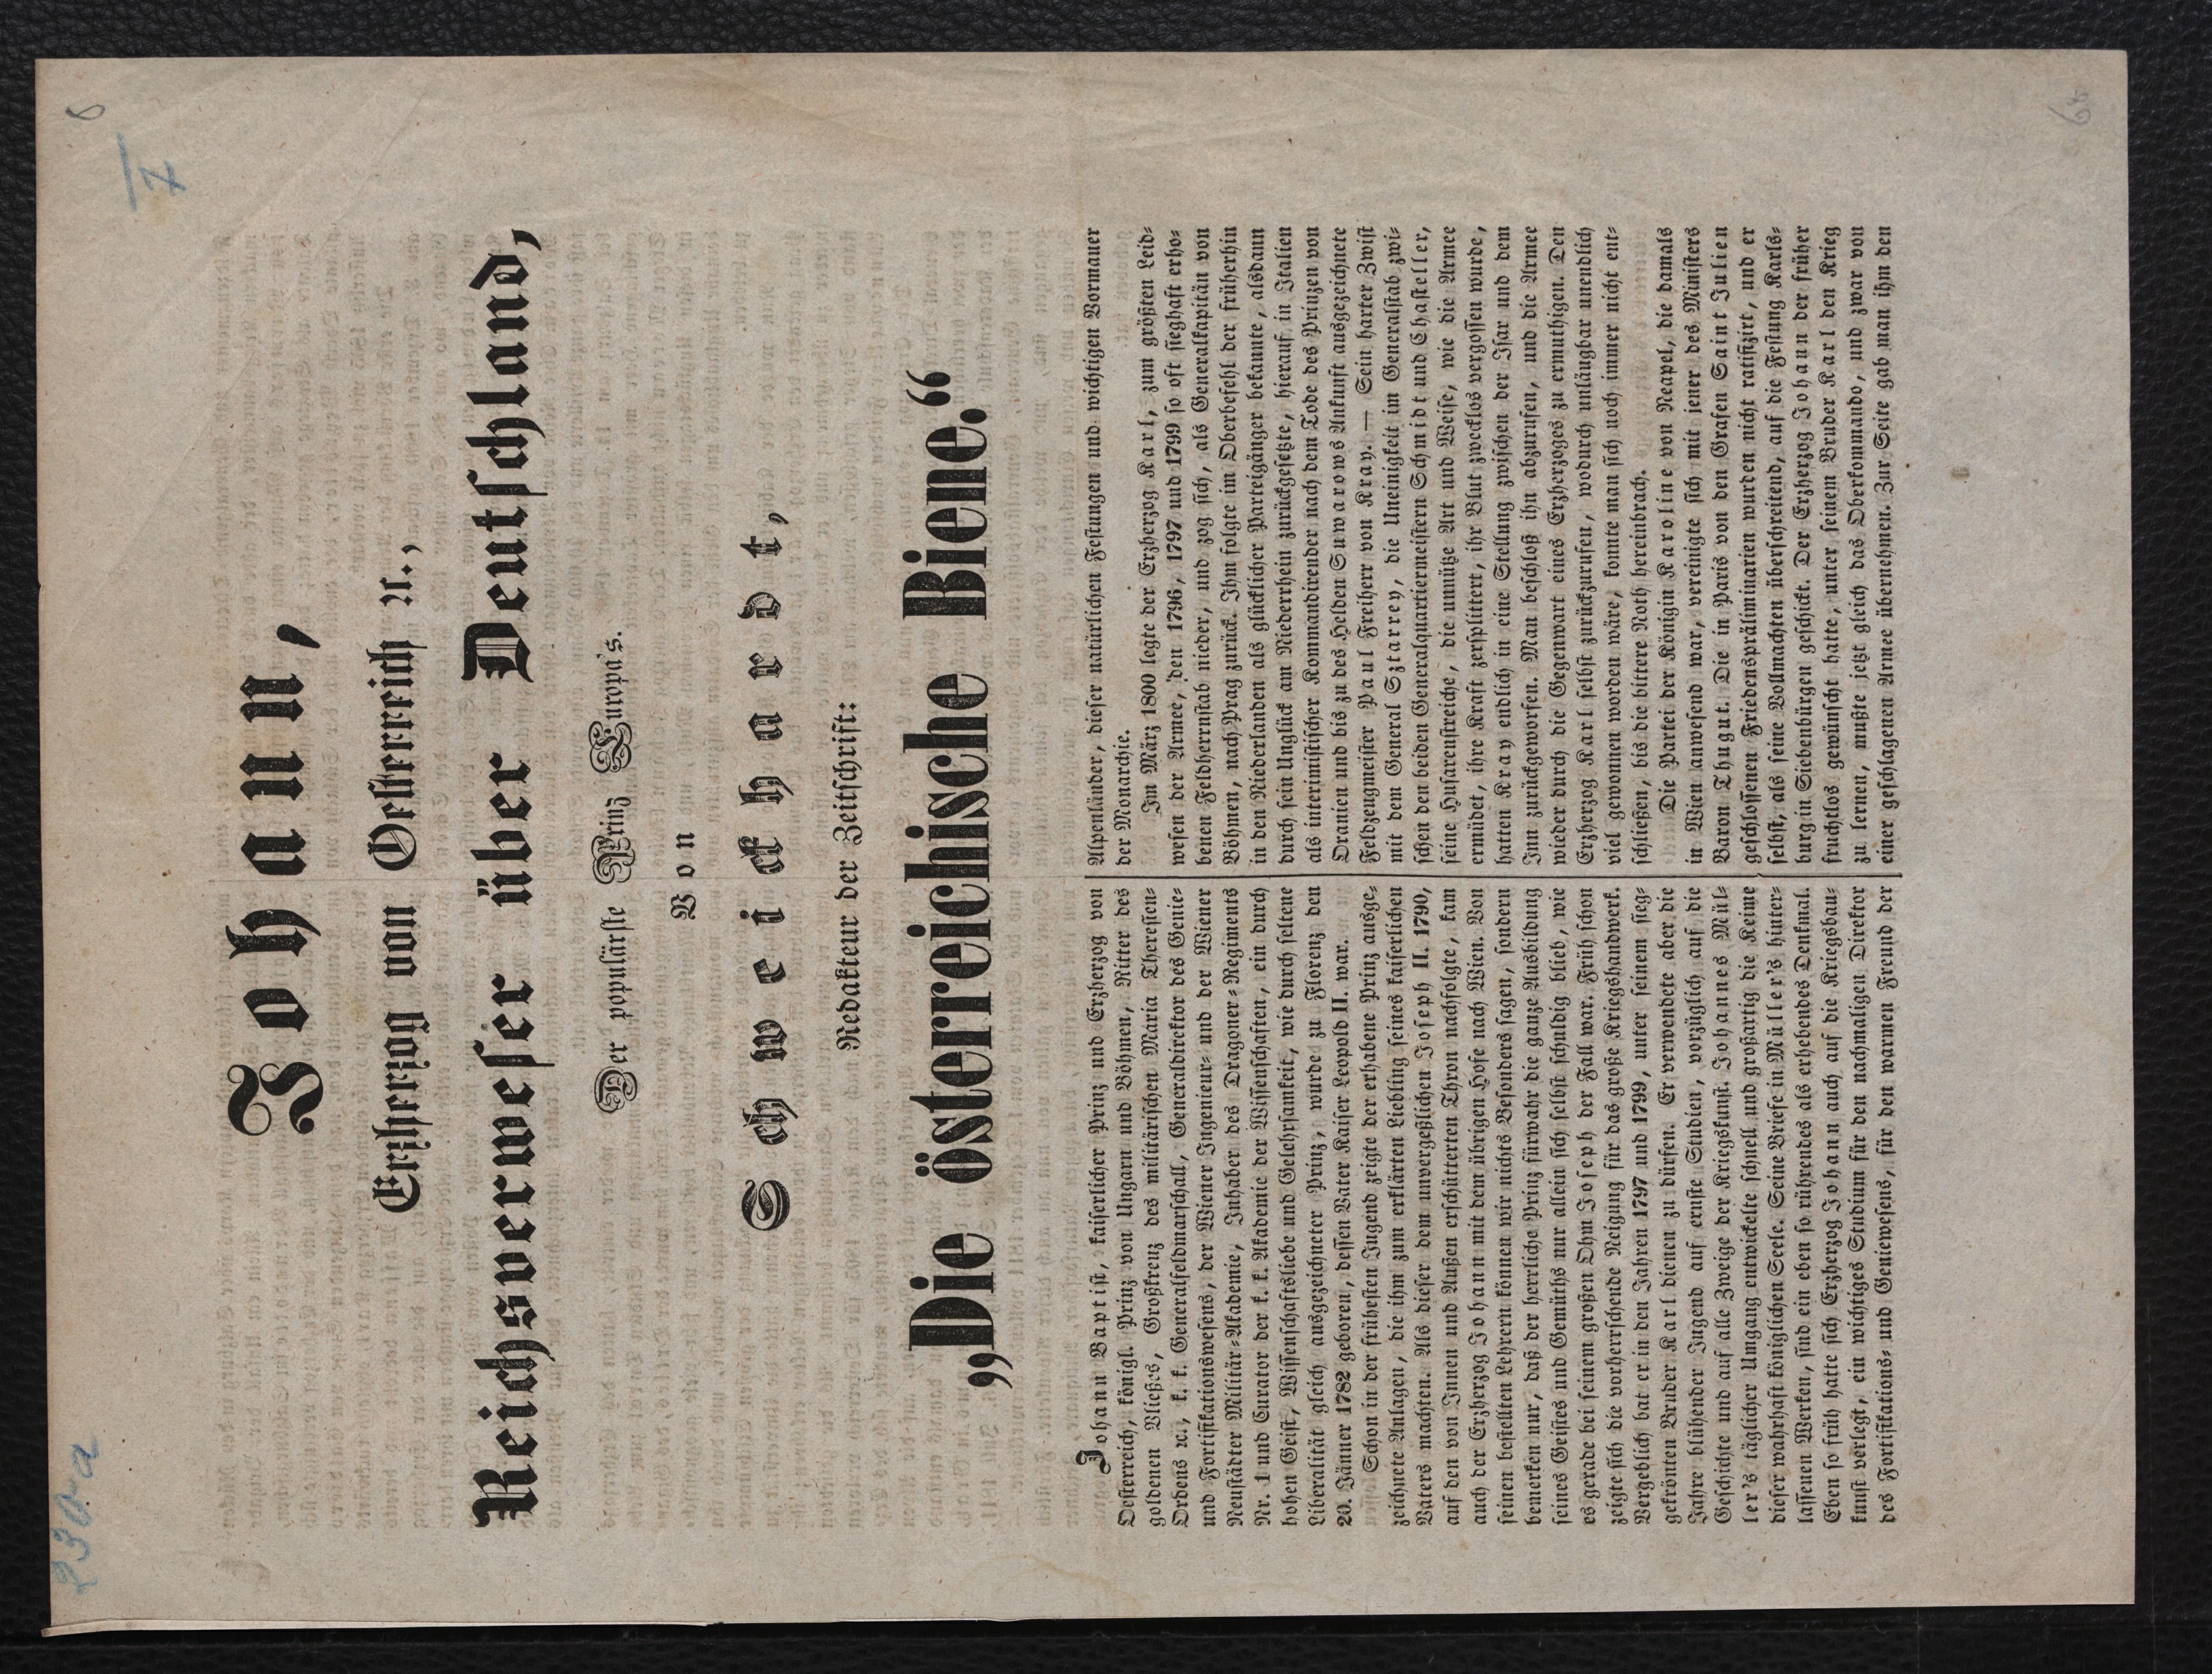 230a
I
7
6
Johann,
Erzherzog von Oesterreich ꝛc.,
Reichsverweser über Deutschland,
Der populärste Prinz Europa's.
Von
Schweickhardt,
Redakteur der Zeitschrift:
„Die österreichische Biene.“
Johann Baptist, kaiserlicher Prinz und Erzherzog von
Oesterreich, königl. Prinz von Ungarn und Böhmen, Ritter des
goldenen Vließes, Großkreuz des militärischen Maria Theresien-
Ordens ꝛc., k. k. Generalfeldmarschall, Generaldirektor des Genie-
und Fortifikationswesens, der Wiener Ingenieur- und der Wiener
Neustädter Militär-Akademie, Inhaber des Dragoner-Regiments
Nr. 1 und Curator der k. k. Akademie der Wissenschaften, ein durch
hohen Geist, Wissenschaftsliebe und Gelehrsamkeit, wie durch seltene
Liberalität gleich ausgezeichneter Prinz, wurde zu Florenz den
20. Jänner 1782 geboren, dessen Vater Kaiser Leopold II. war.
Schon in der frühesten Jugend zeigte der erhabene Prinz ausge-
zeichnete Anlagen, die ihm zum erklärten Liebling seines kaiserlichen
Vaters machten. Als dieser dem unvergeßlichen Joseph II. 1790,
auf den von Innen und Außen erschütterten Thron nachfolgte, kam
auch der Erzherzog Johann mit dem übrigen Hofe nach Wien. Von
seinen bestellten Lehrern können wir nichts Besonders sagen, sondern
bemerken nur, daß der herrliche Prinz fürwahr die ganze Ausbildung
seines Geistes und Gemüths nur allein sich selbst schuldig blieb, wie
es gerade bei seinem großen Ohm Joseph der Fall war. Früh schon
zeigte sich die vorherrschende Neigung für das große Kriegshandwerk.
Vergeblich bat er in den Jahren 1797 und 1799, unter seinem sieg-
gekrönten Bruder Karl dienen zu dürfen. Er verwendete aber die
Jahre blühender Jugend auf ernste Studien, vorzüglich auf die
Geschichte und auf alle Zweige der Kriegskunst. Johannes Mül-
ler's täglicher Umgang entwickelte schnell und großartig die Keime
dieser wahrhaft königlichen Seele. Seine Briefe in Müller's hinter-
lassenen Werken, sind ein eben so rührendes als erhebendes Denkmal.
Eben so früh hatte sich Erzherzog Johann auch auf die Kriegsbau-
kunst verlegt, ein wichtiges Studium für den nachmaligen Direktor
des Fortifikations- und Geniewesens, für den warmen Freund der
Alpenländer, dieser natürlichen Festungen und wichtigen Vormauer
der Monarchie.
Im März 1800 legte der Erzherzog Karl, zum größten Leid-
wesen der Armee, den 1796, 1797 und 1799 so oft sieghaft erho-
benen Feldherrnstab nieder, und zog sich, als Generalkapitän von
Böhmen, nach Prag zurück. Ihm folgte im Oberbefehl der früherhin
in den Niederlanden als glücklicher Parteigänger bekannte, alsdann
durch sein Unglück am Niederrhein zurückgesetzte, hierauf in Italien
als interimistischer Kommandirender nach dem Tode des Prinzen von
Oranien und bis zu des Helden Suwarows Ankunft ausgezeichnete
Feldzeugmeister Paul Freiherr von Kray. — Sein harter Zwist
mit dem General Sztarrey, die Uneinigkeit im Generalstab zwi-
schen den beiden Generalquartiermeistern Schmidt und Chasteller,
seine Husarenstreiche, die unnütze Art und Weise, wie die Armee
ermüdet, ihre Kraft zersplittert, ihr Blut zwecklos vergossen wurde,
hatten Kray endlich in eine Stellung zwischen der Isar und dem
Inn zurückgeworfen. Man beschloß ihn abzurufen, und die Armee
wieder durch die Gegenwart eines Erzherzoges zu ermuthigen. Den
Erzherzog Karl selbst zurückzurufen, wodurch unläugbar unendlich
viel gewonnen worden wäre, konnte man sich noch immer nicht ent-
schließen, bis die bittere Noth hereinbrach.
Die Partei der Königin Karoline von Neapel, die damals
in Wien anwesend war, vereinigte sich mit jener des Ministers
Baron Thugut. Die in Paris von den Grafen Saint Julien
geschlossenen Friedenspräliminarien wurden nicht ratifizirt, und er
selbst, als seine Vollmachten überschreitend, auf die Festung Karls-
burg in Siebenbürgen geschickt. Der Erzherzog Johann der früher
fruchtlos gewünscht hatte, unter seinem Bruder Karl den Krieg
zu lernen, mußte jetzt gleich das Oberkommando, und zwar von
einer geschlagenen Armee übernehmen. Zur Seite gab man ihm den